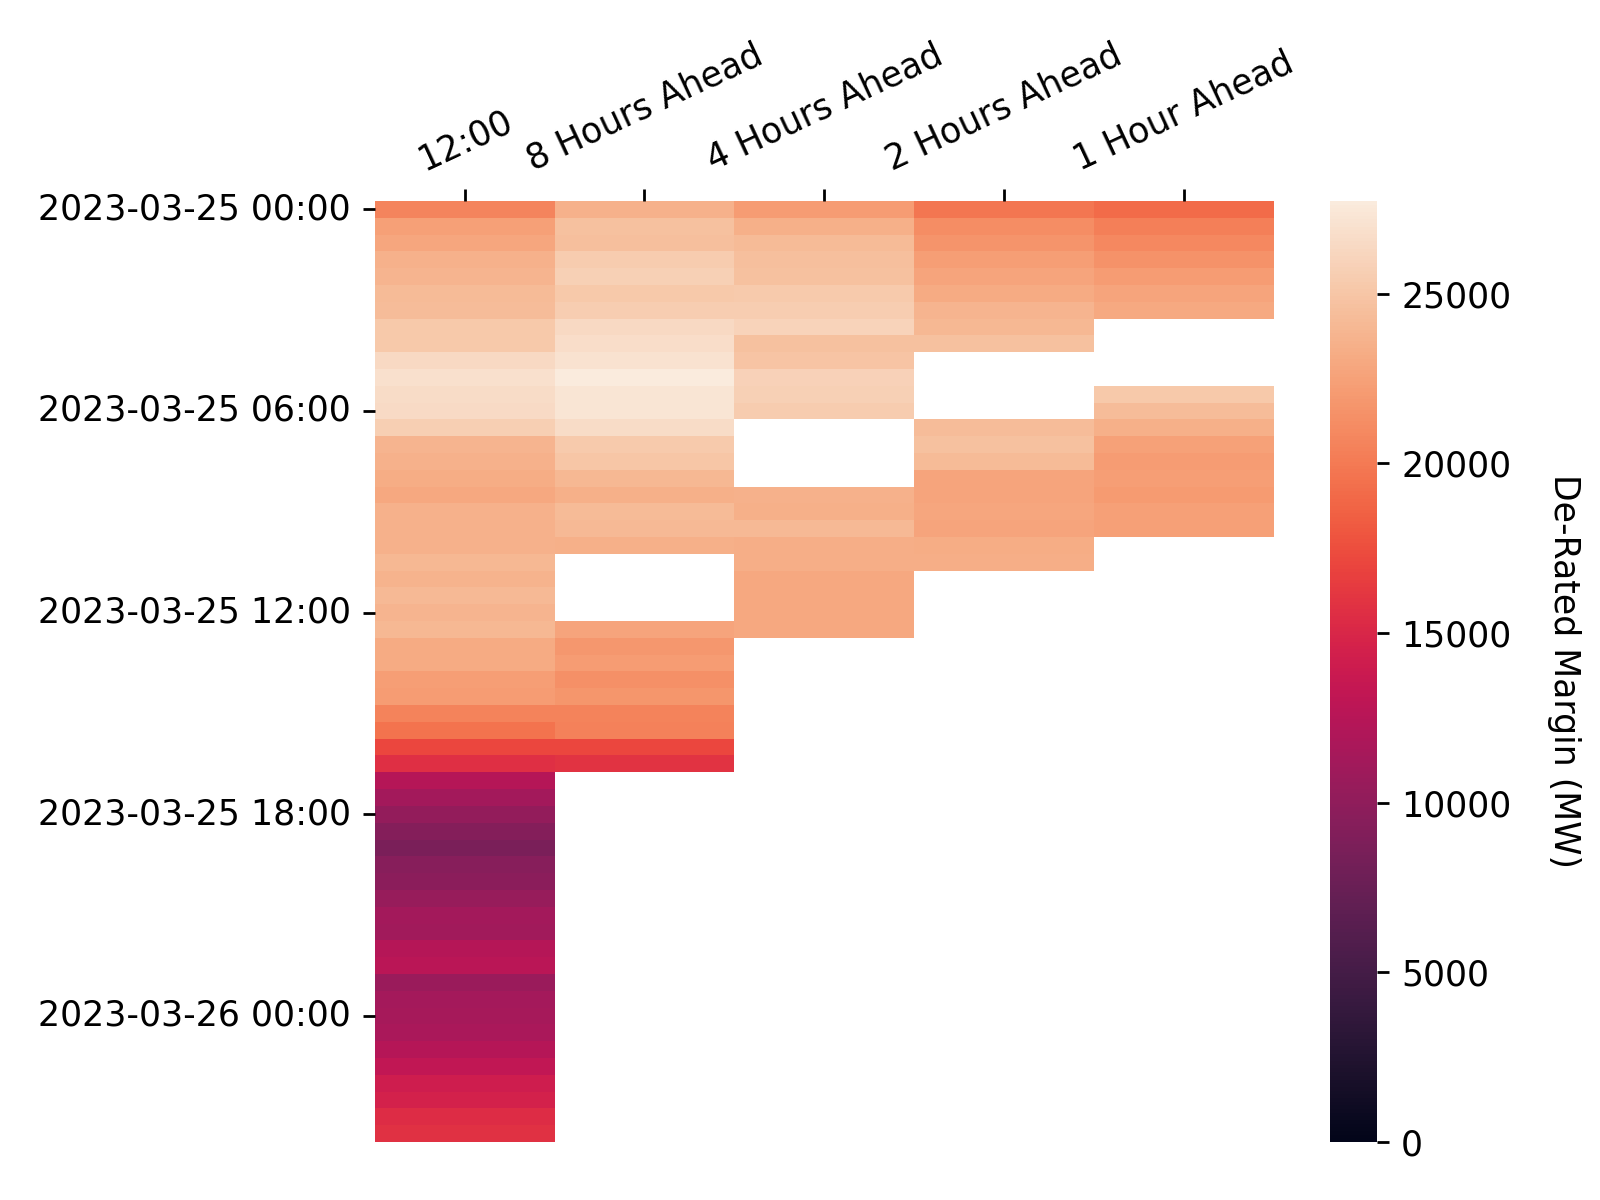 12:00
8 Hours Ahead
4 Hours Ahead
2 Hours Ahead
1 Hour Ahead
2023-03-25 00:00
2023-03-25 06:00
2023-03-25 12:00
2023-03-25 18:00
2023-03-26 00:00
25000
20000
15000
10000
5000
0
De-Rated Margin (MW)